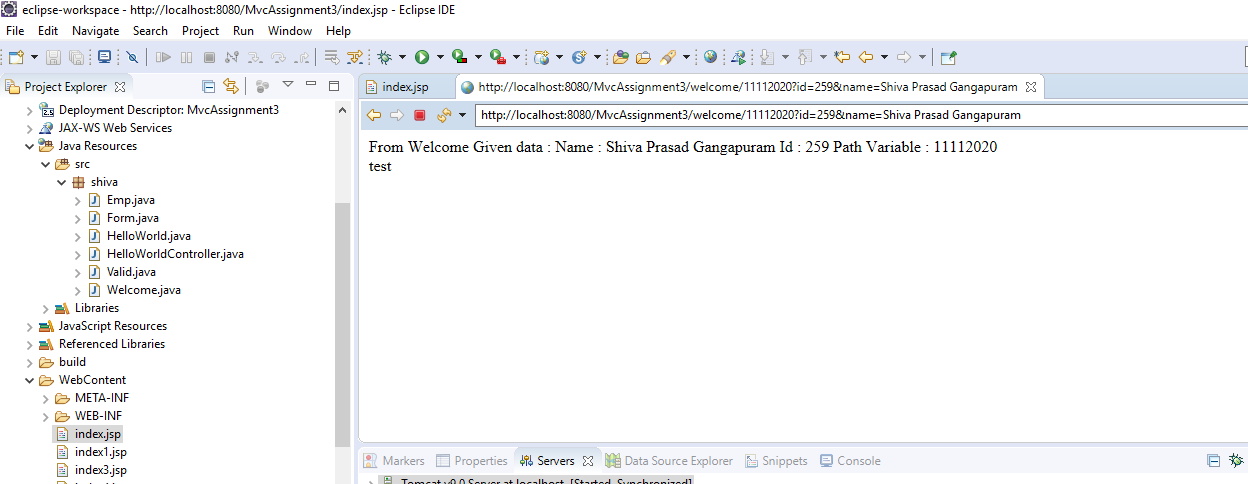 eclipse-workspace - http://localhost:8080/MvcAssignment3/index.jsp - Eclipse IDE
File Edit Navigate Search Project Run Window Help
Project Explorer
index.jsp
http://localhost:8080/MvcAssignment3/welcome/11112020?id=259&name=Shiva Prasad Gangapuram
http://localhost:8080/MvcAssignment3/welcome/11112020?id=259&name=Shiva Prasad Gangapuram
Deployment Descriptor: MvcAssignment3
JAX-WS Web Services
Java Resources
src
shiva
Emp.java
Form.java
HelloWorld.java
HelloWorldController.java
Valid.java
Welcome.java
Libraries
JavaScript Resources
Referenced Libraries
build
WebContent
META-INF
WEB-INF
index.jsp
index1.jsp
index3.jsp
From Welcome Given data : Name : Shiva Prasad Gangapuram Id : 259 Path Variable : 11112020
test
Markers Properties Servers Data Source Explorer Snippets Console
Tomcat v9.0 Server at localhost [Started, Synchronized]